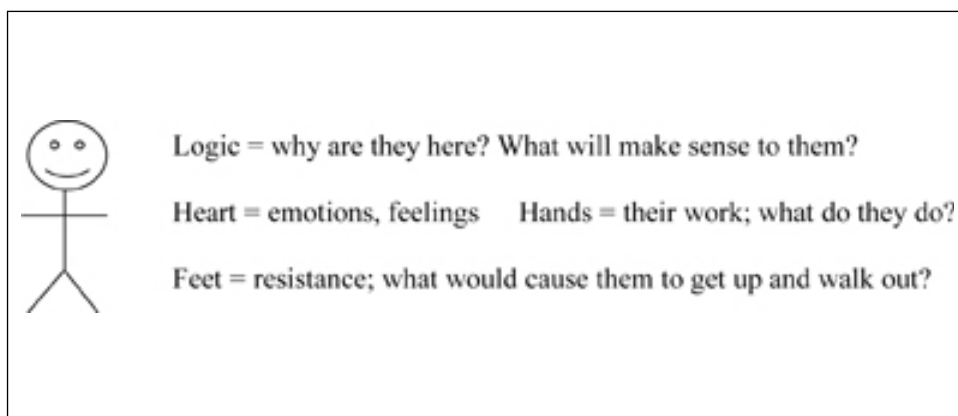 Logic = why are they here? What will make sense to them?
Heart = emotions, feelings Hands = their work; what do they do?
Feet = resistance; what would cause them to get up and walk out?